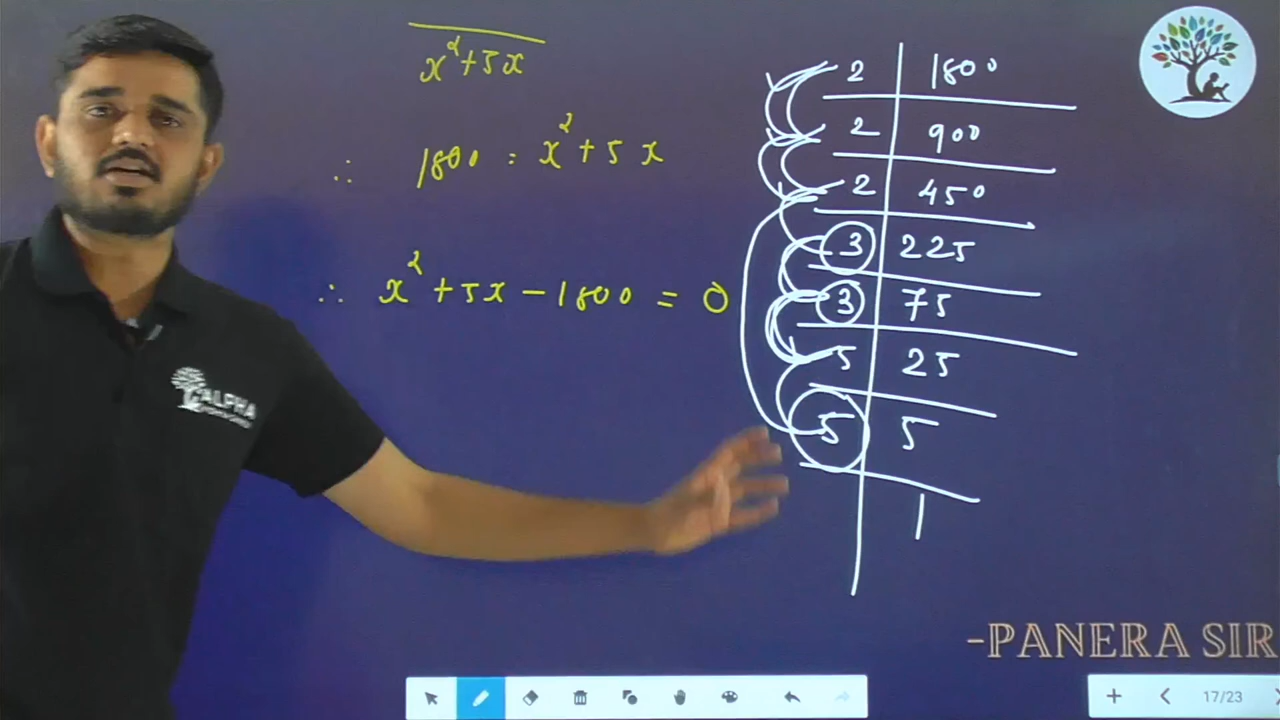 x²+5x
∴ 1800 = x²+5x
∴ x²+5x-1800 = 0
2 | 1800
2 | 900
2 | 450
3 | 225
3 | 75
5 | 25
5 | 5
1
ALPHA
-PANERA SIR
17/23